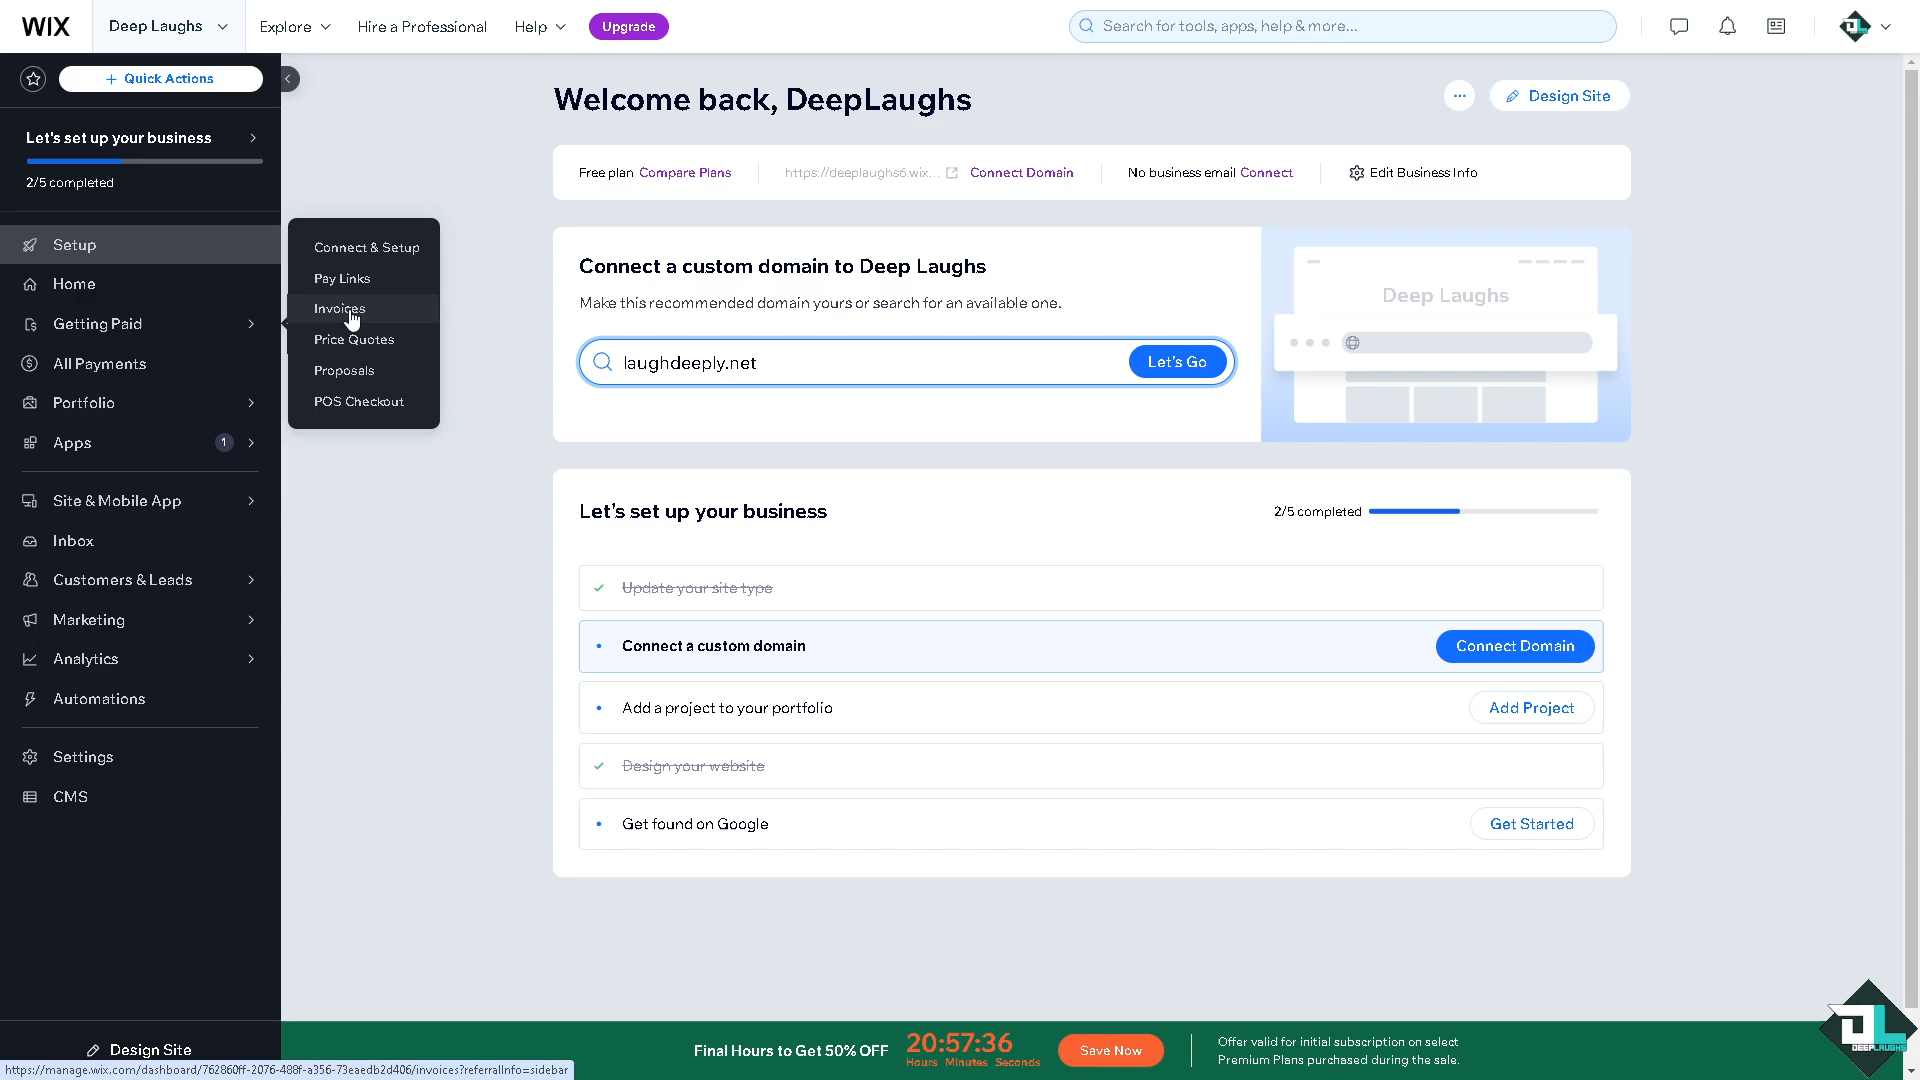 WIX
Deep Laughs
Explore
Hire a Professional
Help
Upgrade
Search for tools, apps, help & more...
+ Quick Actions
Let's set up your business
2/5 completed
Setup
Home
Getting Paid
All Payments
Portfolio
Apps
1
Site & Mobile App
Inbox
Customers & Leads
Marketing
Analytics
Automations
Settings
CMS
Design Site
Connect & Setup
Pay Links
Invoices
Price Quotes
Proposals
POS Checkout
Welcome back, DeepLaughs
Design Site
Free plan Compare Plans
https://deeplaughs6.wix...
Connect Domain
No business email Connect
Edit Business Info
Connect a custom domain to Deep Laughs
Make this recommended domain yours or search for an available one.
laughdeeply.net
Let's Go
Deep Laughs
Let's set up your business
2/5 completed
Update your site type
Connect a custom domain
Connect Domain
Add a project to your portfolio
Add Project
Design your website
Get found on Google
Get Started
Final Hours to Get 50% OFF
20:57:36
Hours Minutes Seconds
Save Now
Offer valid for initial subscription on select
Premium Plans purchased during the sale.
DL
DEEPLAUGHS
https://manage.wix.com/dashboard/762860ff-2076-488f-a356-73eaedb2d406/invoices?referralInfo=sidebar